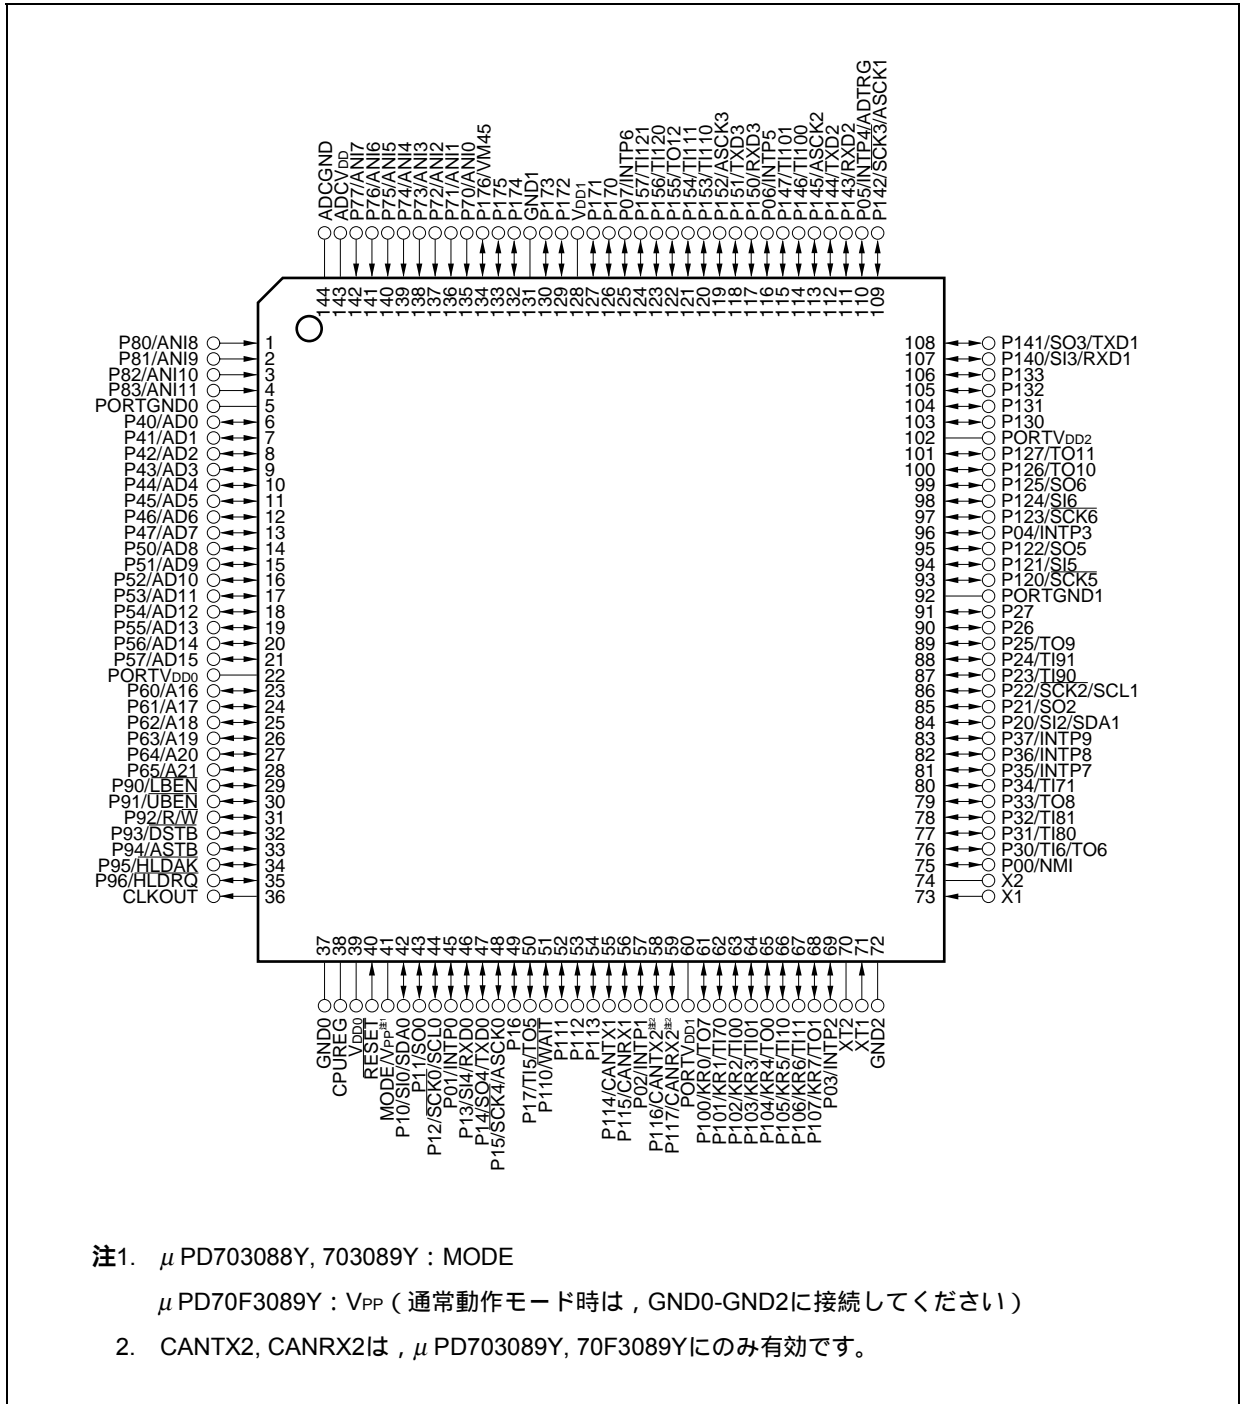 ADCGND
ADCVDD
P77/ANI7
P76/ANI6
P75/ANI5
P74/ANI4
P73/ANI3
P72/ANI2
P71/ANI1
P70/ANI0
P176/VM45
P175
P174
GND1
P173
P172
VDD1
P171
P170
P07/INTP6
P157/TI121
P156/TI120
P155/TO12
P154/TI111
P153/TI110
P152/ASCK3
P151/TXD3
P150/RXD3
P06/INTP5
P147/TI101
P146/TI100
P145/ASCK2
P144/TXD2
P143/RXD2
P05/INTP4/ADTRG
P142/SCK3/ASCK1
144 143 142 141 140 139 138 137 136 135 134 133 132 131 130 129 128 127 126 125 124 123 122 121 120 119 118 117 116 115 114 113 112 111 110 109
P80/ANI8 1
P81/ANI9 2
P82/ANI10 3
P83/ANI11 4
PORTGND0 5
P40/AD0 6
P41/AD1 7
P42/AD2 8
P43/AD3 9
P44/AD4 10
P45/AD5 11
P46/AD6 12
P47/AD7 13
P50/AD8 14
P51/AD9 15
P52/AD10 16
P53/AD11 17
P54/AD12 18
P55/AD13 19
P56/AD14 20
P57/AD15 21
PORTVDD0 22
P60/A16 23
P61/A17 24
P62/A18 25
P63/A19 26
P64/A20 27
P65/A21 28
P90/LBEN 29
P91/UBEN 30
P92/R/W 31
P93/DSTB 32
P94/ASTB 33
P95/HLDAK 34
P96/HLDRQ 35
CLKOUT 36
108 P141/SO3/TXD1
107 P140/SI3/RXD1
106 P133
105 P132
104 P131
103 P130
102 PORTVDD2
101 P127/TO11
100 P126/TO10
99 P125/SO6
98 P124/SI6
97 P123/SCK6
96 P04/INTP3
95 P122/SO5
94 P121/SI5
93 P120/SCK5
92 PORTGND1
91 P27
90 P26
89 P25/TO9
88 P24/TI91
87 P23/TI90
86 P22/SCK2/SCL1
85 P21/SO2
84 P20/SI2/SDA1
83 P37/INTP9
82 P36/INTP8
81 P35/INTP7
80 P34/TI71
79 P33/TO8
78 P32/TI81
77 P31/TI80
76 P30/TI6/TO6
75 P00/NMI
74 X2
73 X1
37 38 39 40 41 42 43 44 45 46 47 48 49 50 51 52 53 54 55 56 57 58 59 60 61 62 63 64 65 66 67 68 69 70 71 72
GND0
CPUREG
VDD0
RESET
MODE/VPP注1
P10/SI0/SDA0
P11/SO0
P12/SCK0/SCL0
P01/INTP0
P13/SI4/RXD0
P14/SO4/TXD0
P15/SCK4/ASCK0
P16
P17/TI5/TO5
P110/WAIT
P111
P112
P113
P114/CANTX1
P115/CANRX1
P02/INTP1
P116/CANTX2注2
P117/CANRX2注2
PORTVDD1
P100/KR0/TO7
P101/KR1/TI70
P102/KR2/TI00
P103/KR3/TI01
P104/KR4/TO0
P105/KR5/TI10
P106/KR6/TI11
P107/KR7/TO1
P03/INTP2
XT2
XT1
GND2
注1. μ PD703088Y, 703089Y：MODE
μ PD70F3089Y：VPP（通常動作モード時は，GND0-GND2に接続してください）
2. CANTX2, CANRX2は，μ PD703089Y, 70F3089Yにのみ有効です。